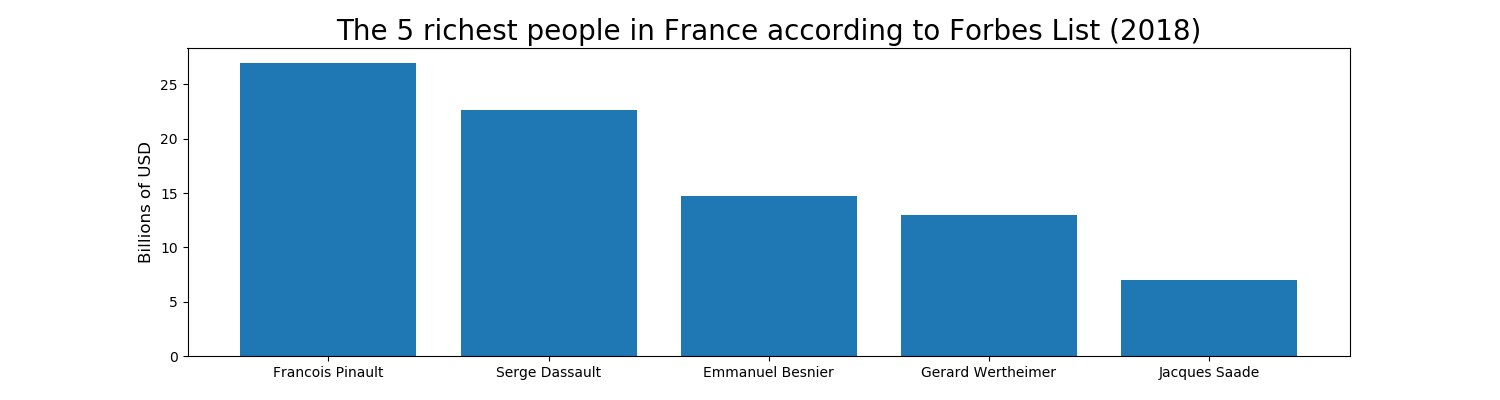 The 5 richest people in France according to Forbes List (2018)
Billions of USD
25
20
15
10
5
0
Francois Pinault
Serge Dassault
Emmanuel Besnier
Gerard Wertheimer
Jacques Saade